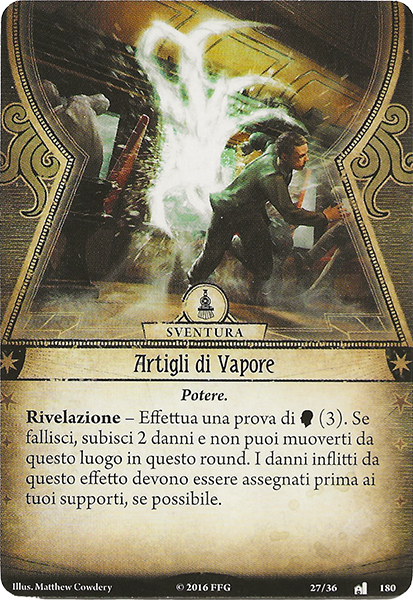 SVENTURA
Artigli di Vapore
Potere.
Rivelazione – Effettua una prova di (3). Se
fallisci, subisci 2 danni e non puoi muoverti da
questo luogo in questo round. I danni inflitti da
questo effetto devono essere assegnati prima ai
tuoi supporti, se possibile.
Illus. Matthew Cowdery © 2016 FFG 27/36 180